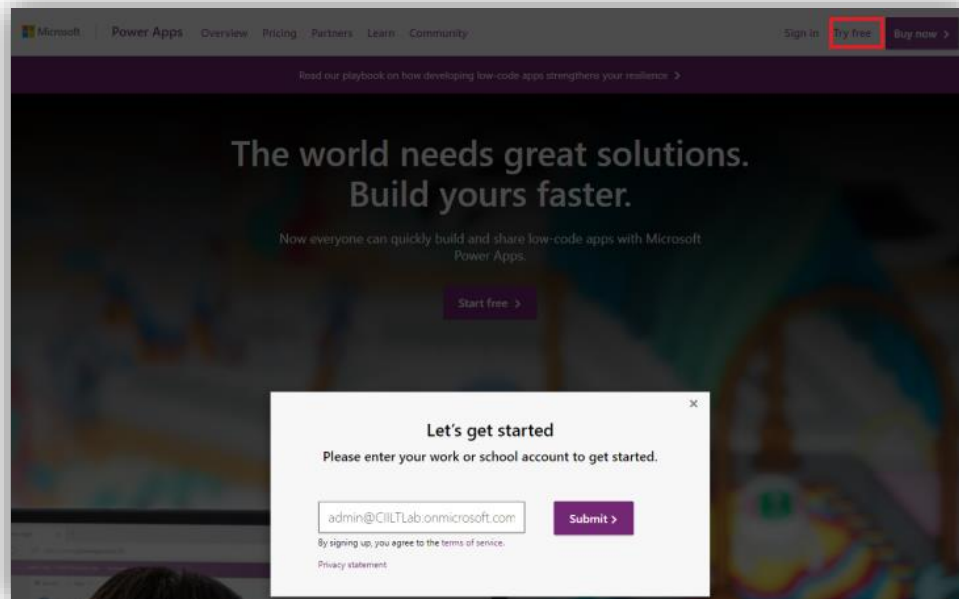 Microsoft Power Apps Overview Pricing Partners Learn Community Sign in Try free Buy now >
Read our playbook on how developing low-code apps strengthens your resilience >
The world needs great solutions.
Build yours faster.
Now everyone can quickly build and share low-code apps with Microsoft
Power Apps.
Start free >
×
Let's get started
Please enter your work or school account to get started.
admin@CIILTLab.onmicrosoft.com
Submit >
By signing up, you agree to the terms of service.
Privacy statement